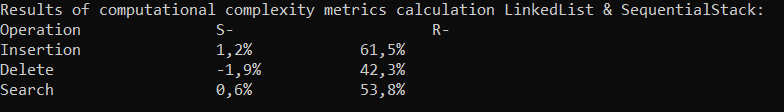 Results of computational complexity metrics calculation LinkedList & SequentialStack:
Operation S- R-
Insertion 1,2% 61,5%
Delete -1,9% 42,3%
Search 0,6% 53,8%